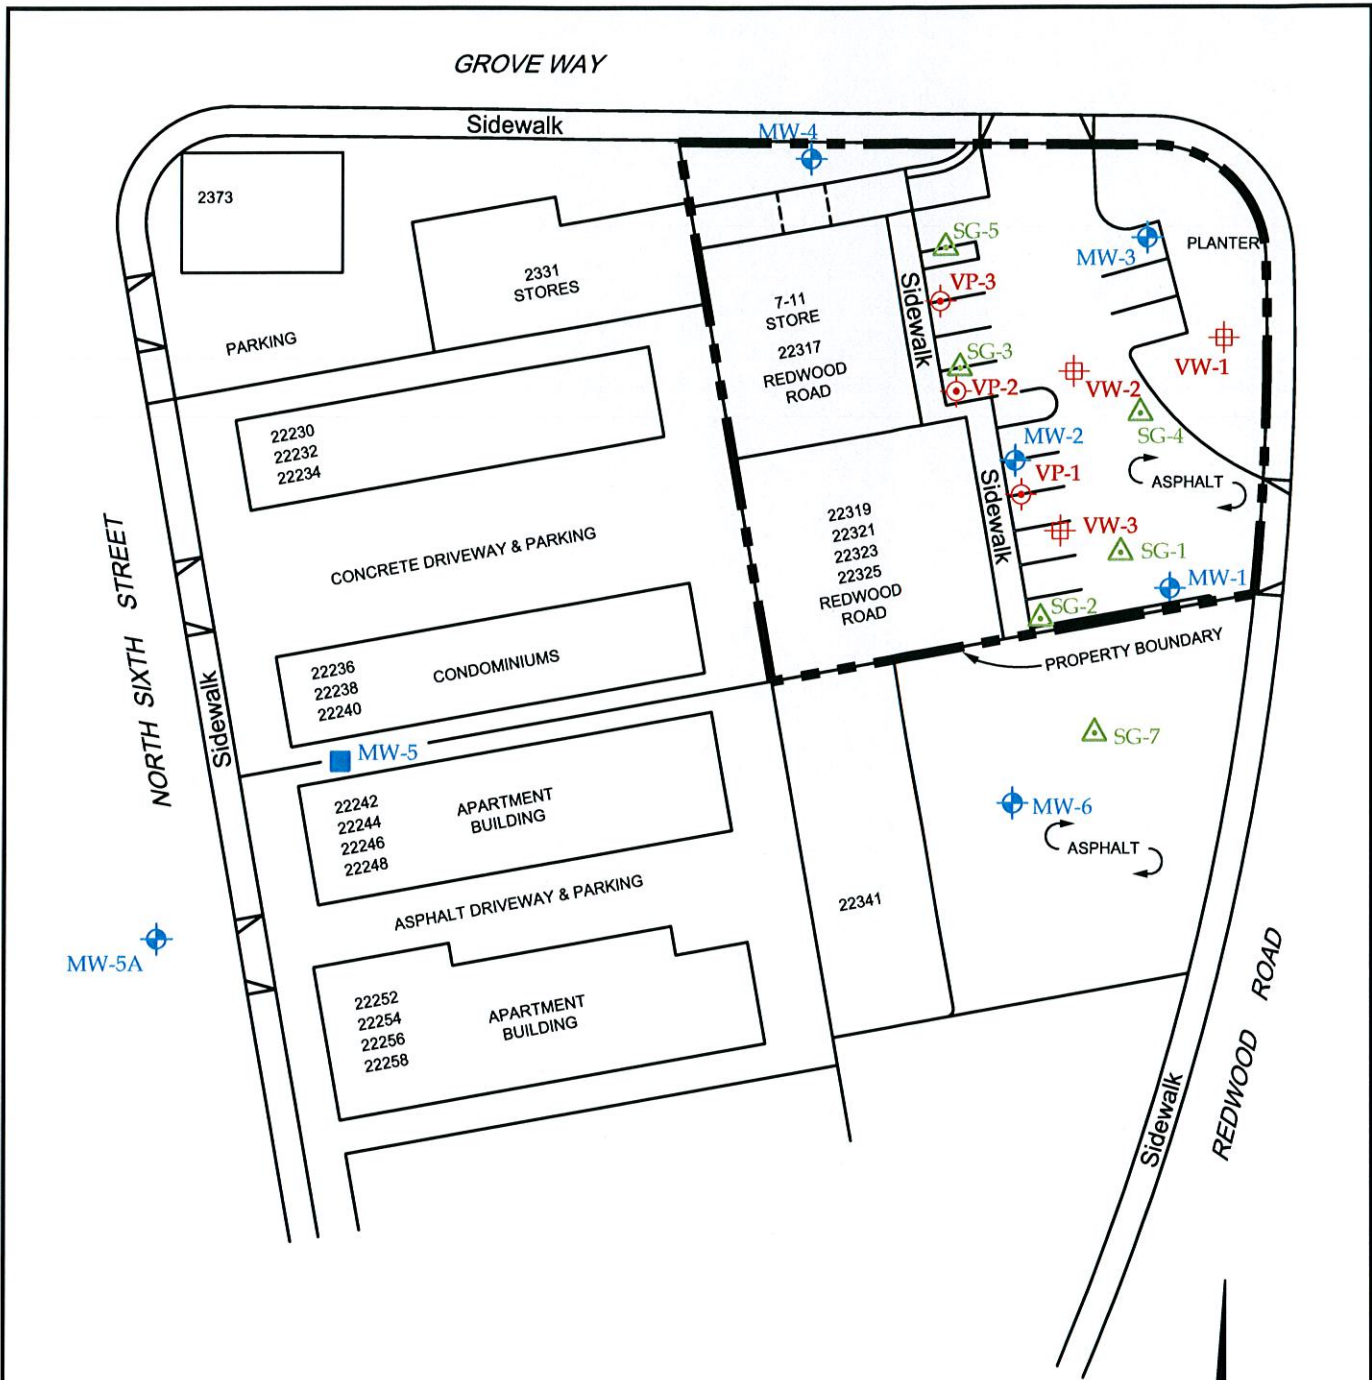 GROVE WAY
Sidewalk
MW-4
2373
2331
STORES
PARKING
7-11
STORE
22317
REDWOOD
ROAD
Sidewalk
SG-5
VP-3
SG-3
VP-2
MW-3
PLANTER
VW-1
VW-2
SG-4
MW-2
VP-1
ASPHALT
VW-3
SG-1
MW-1
SG-2
Sidewalk
22319
22321
22323
22325
REDWOOD
ROAD
PROPERTY BOUNDARY
22230
22232
22234
CONCRETE DRIVEWAY & PARKING
NORTH SIXTH STREET
Sidewalk
22236
22238
22240
CONDOMINIUMS
MW-5
22242
22244
22246
22248
APARTMENT
BUILDING
ASPHALT DRIVEWAY & PARKING
SG-7
MW-6
ASPHALT
22341
MW-5A
22252
22254
22256
22258
APARTMENT
BUILDING
REDWOOD ROAD
Sidewalk